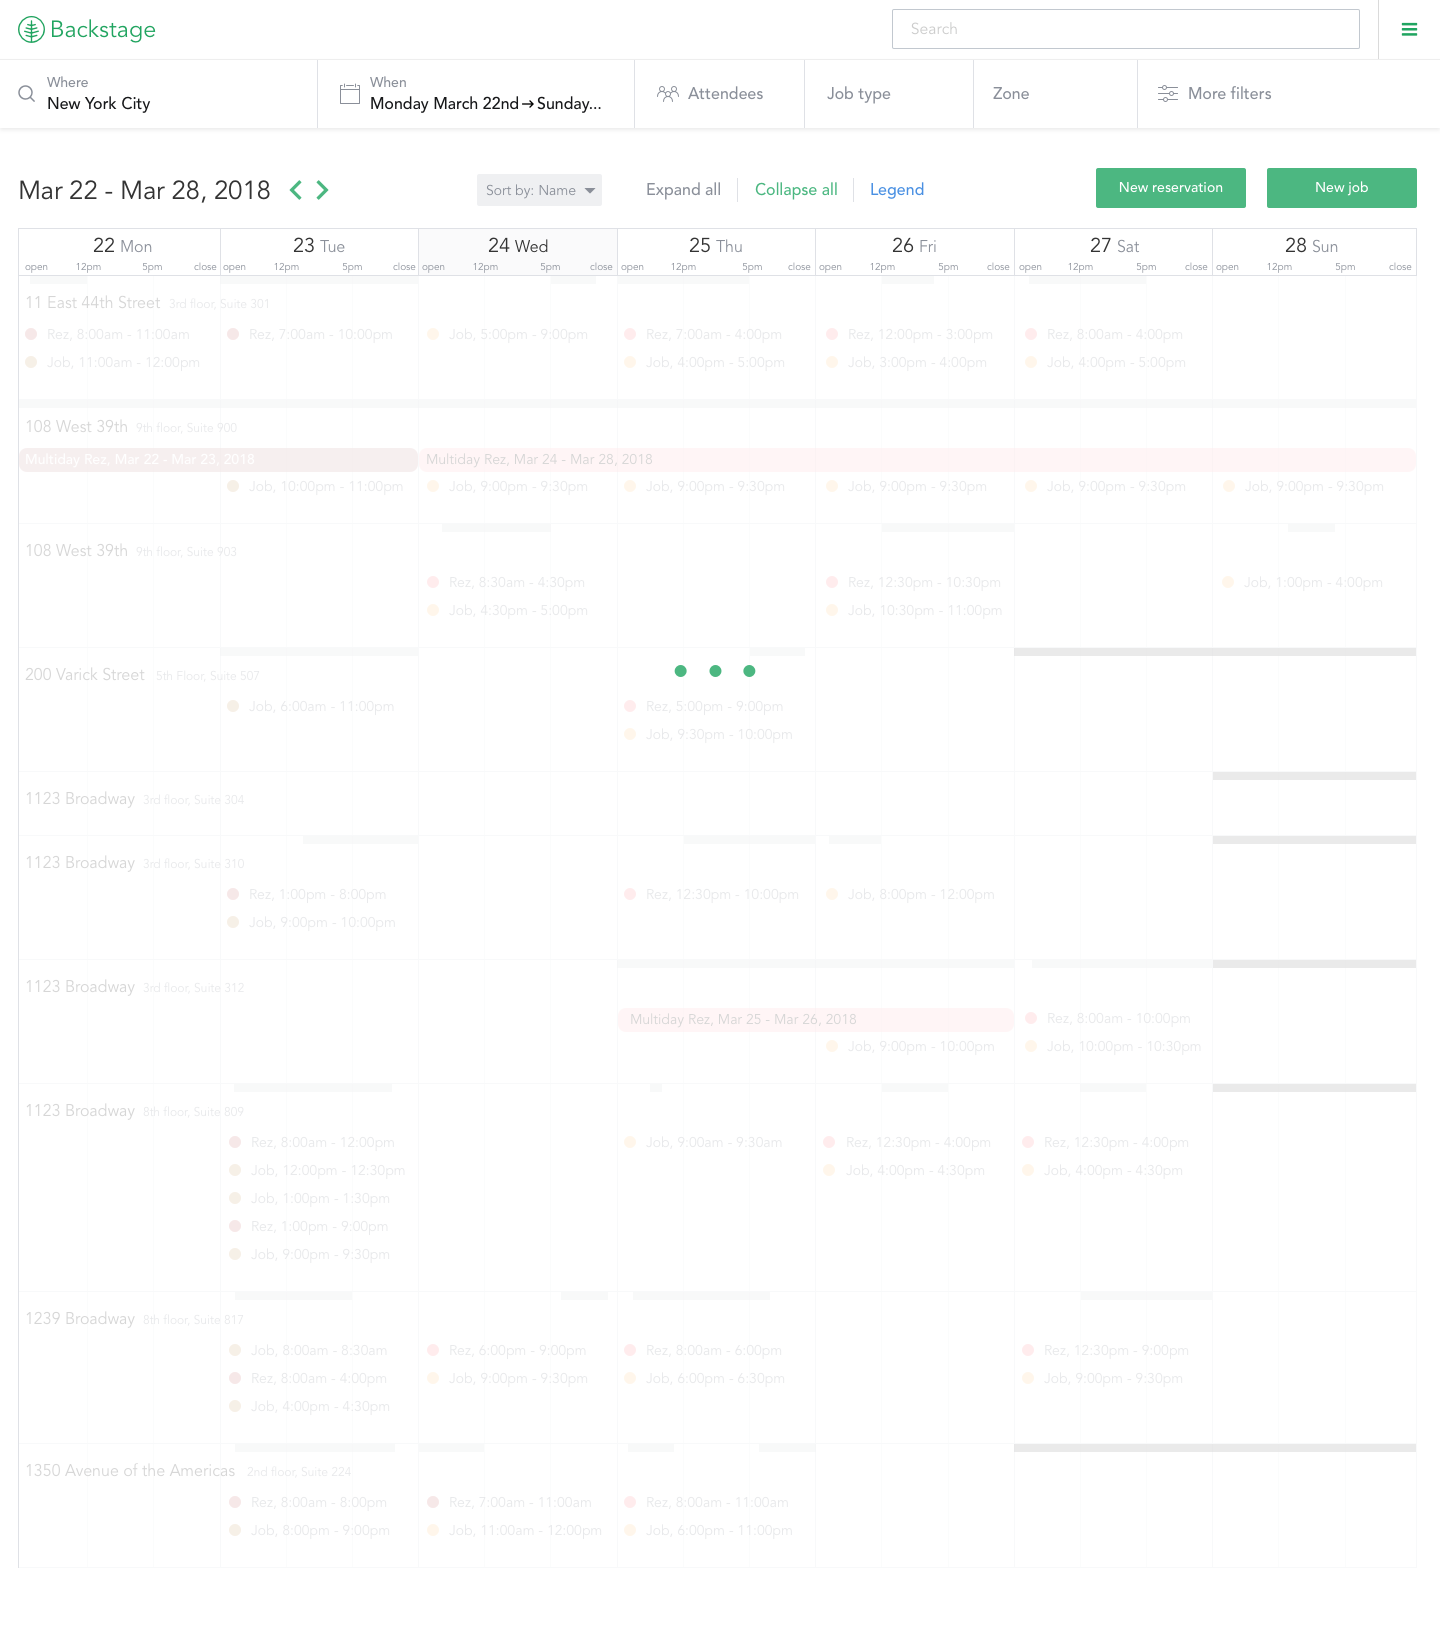 Backstage
Search
Where
New York City
When
Monday March 22nd→Sunday...
Attendees
Job type
Zone
More filters
Mar 22 - Mar 28, 2018
Sort by: Name
Expand all
Collapse all
Legend
New reservation
New job
22 Mon
23 Tue
24 Wed
25 Thu
26 Fri
27 Sat
28 Sun
open 12pm 5pm close open 12pm 5pm close open 12pm 5pm close open 12pm 5pm close open 12pm 5pm close open 12pm 5pm close open 12pm 5pm close
11 East 44th Street 3rd floor, Suite 301
Rez, 8:00am - 11:00am
Rez, 7:00am - 10:00pm
Job, 5:00pm - 9:00pm
Rez, 7:00am - 4:00pm
Rez, 12:00pm - 3:00pm
Rez, 8:00am - 4:00pm
Job, 11:00am - 12:00pm
Job, 4:00pm - 5:00pm
Job, 3:00pm - 4:00pm
Job, 4:00pm - 5:00pm
108 West 39th 9th floor, Suite 900
Multiday Rez, Mar 22 - Mar 23, 2018
Multiday Rez, Mar 24 - Mar 28, 2018
Job, 10:00pm - 11:00pm
Job, 9:00pm - 9:30pm
Job, 9:00pm - 9:30pm
Job, 9:00pm - 9:30pm
Job, 9:00pm - 9:30pm
Job, 9:00pm - 9:30pm
108 West 39th 9th floor, Suite 903
Rez, 8:30am - 4:30pm
Rez, 12:30pm - 10:30pm
Job, 1:00pm - 4:00pm
Job, 4:30pm - 5:00pm
Job, 10:30pm - 11:00pm
200 Varick Street 5th Floor, Suite 507
Job, 6:00am - 11:00pm
Rez, 5:00pm - 9:00pm
Job, 9:30pm - 10:00pm
1123 Broadway 3rd floor, Suite 304
1123 Broadway 3rd floor, Suite 310
Rez, 1:00pm - 8:00pm
Rez, 12:30pm - 10:00pm
Job, 8:00pm - 12:00pm
Job, 9:00pm - 10:00pm
1123 Broadway 3rd floor, Suite 312
Multiday Rez, Mar 25 - Mar 26, 2018
Rez, 8:00am - 10:00pm
Job, 9:00pm - 10:00pm
Job, 10:00pm - 10:30pm
1123 Broadway 8th floor, Suite 809
Rez, 8:00am - 12:00pm
Job, 9:00am - 9:30am
Rez, 12:30pm - 4:00pm
Rez, 12:30pm - 4:00pm
Job, 12:00pm - 12:30pm
Job, 4:00pm - 4:30pm
Job, 4:00pm - 4:30pm
Job, 1:00pm - 1:30pm
Rez, 1:00pm - 9:00pm
Job, 9:00pm - 9:30pm
1239 Broadway 8th floor, Suite 817
Job, 8:00am - 8:30am
Rez, 6:00pm - 9:00pm
Rez, 8:00am - 6:00pm
Rez, 12:30pm - 9:00pm
Rez, 8:00am - 4:00pm
Job, 9:00pm - 9:30pm
Job, 6:00pm - 6:30pm
Job, 9:00pm - 9:30pm
Job, 4:00pm - 4:30pm
1350 Avenue of the Americas 2nd floor, Suite 224
Rez, 8:00am - 8:00pm
Rez, 7:00am - 11:00am
Rez, 8:00am - 11:00am
Job, 8:00pm - 9:00pm
Job, 11:00am - 12:00pm
Job, 6:00pm - 11:00pm